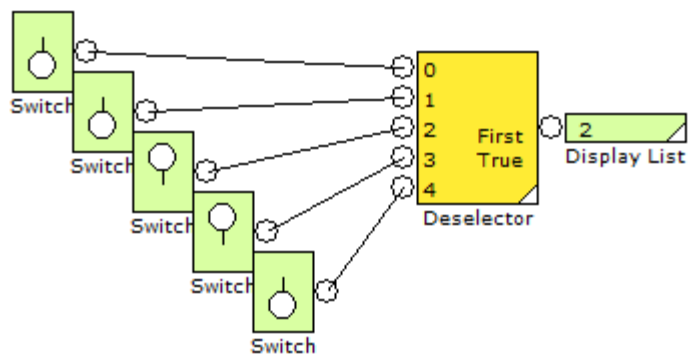 Switch
Switch
Switch
Switch
Switch
0
1
2
3
4
First
True
Deselector
2
Display List